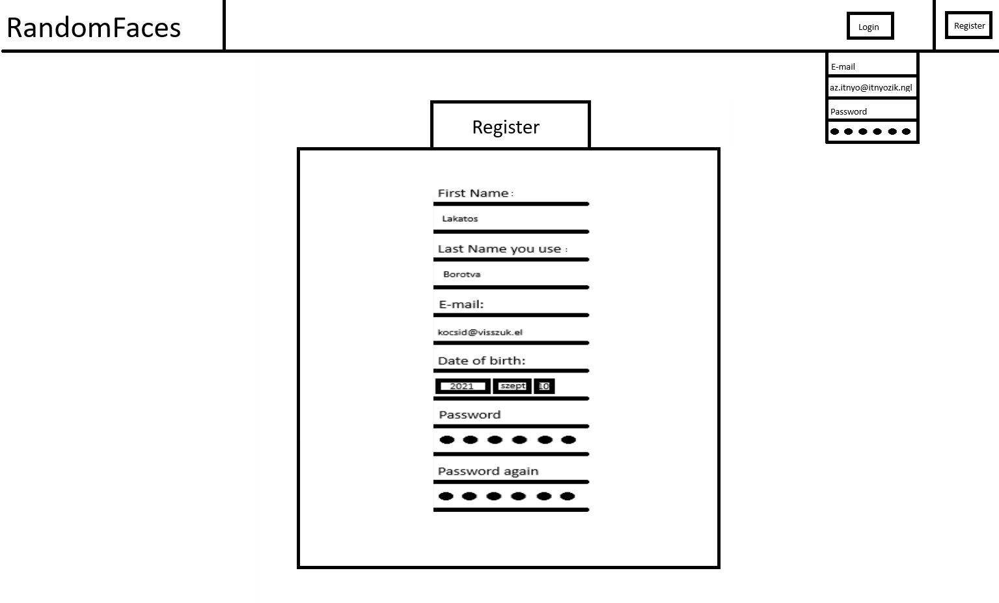 RandomFaces
Login
Register
E-mail
az.itnyo@itnyozik.ngl
Password
Register
First Name:
Lakatos
Last Name you use :
Borotva
E-mail:
kocsid@visszuk.el
Date of birth:
2021 szept 10
Password
Password again